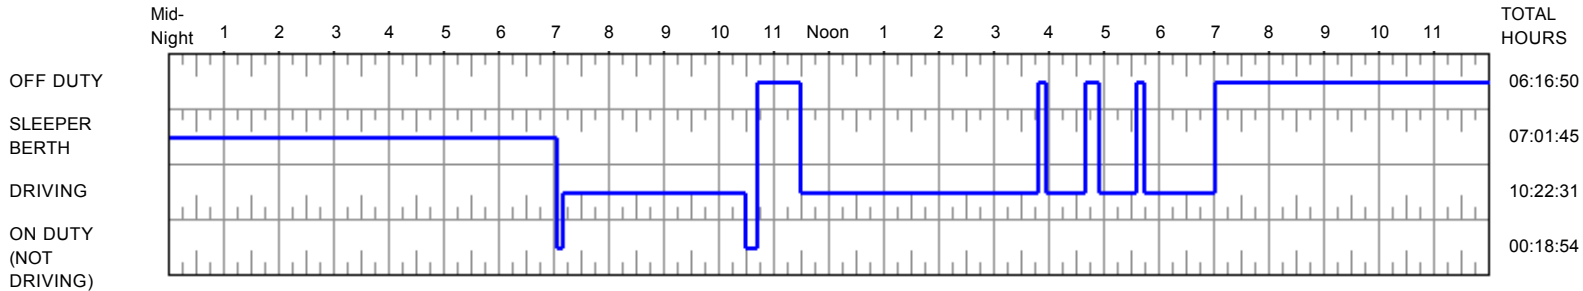 Mid-
Night 1 2 3 4 5 6 7 8 9 10 11 Noon 1 2 3 4 5 6 7 8 9 10 11
TOTAL
HOURS
OFF DUTY 06:16:50
SLEEPER
BERTH 07:01:45
DRIVING 10:22:31
ON DUTY
(NOT
DRIVING) 00:18:54